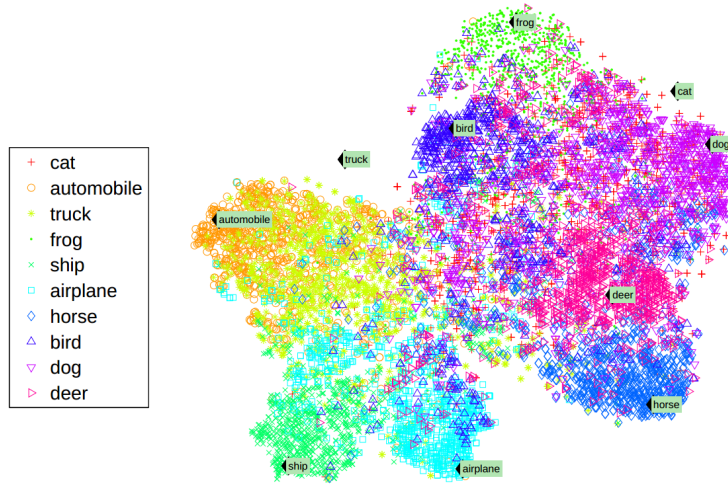 cat
automobile
truck
frog
ship
airplane
horse
bird
dog
deer
frog
cat
bird
dog
truck
automobile
deer
horse
ship
airplane